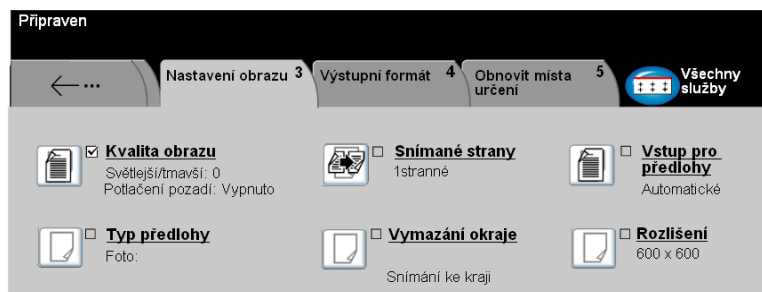 Připraven
←... Nastavení obrazu 3 Výstupní formát 4 Obnovit místa 5 Všechny
určení služby
Kvalita obrazu Snímané strany Vstup pro
Světlejší/tmavší: 0 1stranné předlohy
Potlačení pozadí: Vypnuto Automatické
Typ předlohy Vymazání okraje Rozlišení
Foto: 600 x 600
Snímání ke kraji